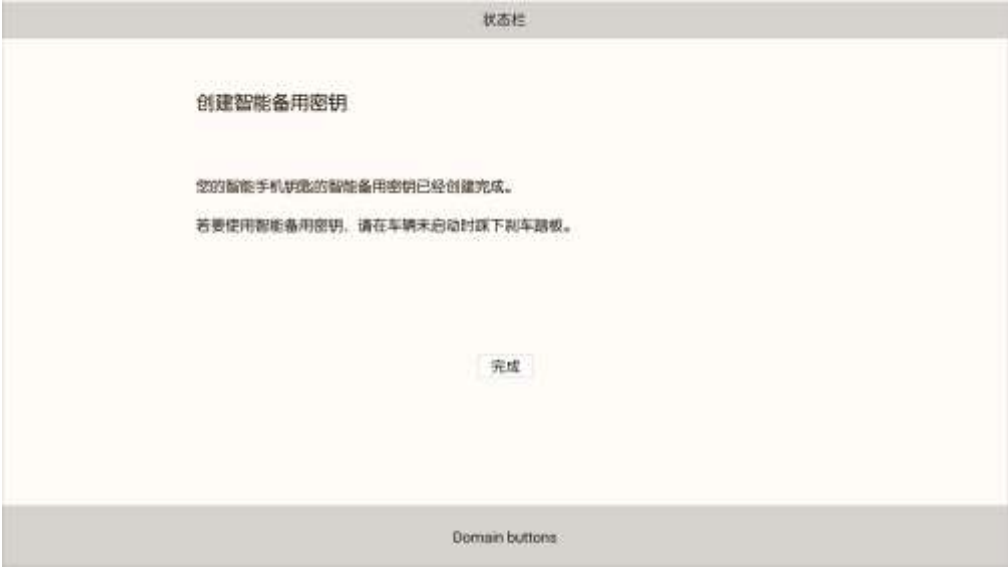 状态栏
创建智能备用密钥
您的智能手机钥匙的智能备用密钥已经创建完成。
若要使用智能备用密钥，请在车辆未启动时踩下刹车踏板。
完成
Domain buttons